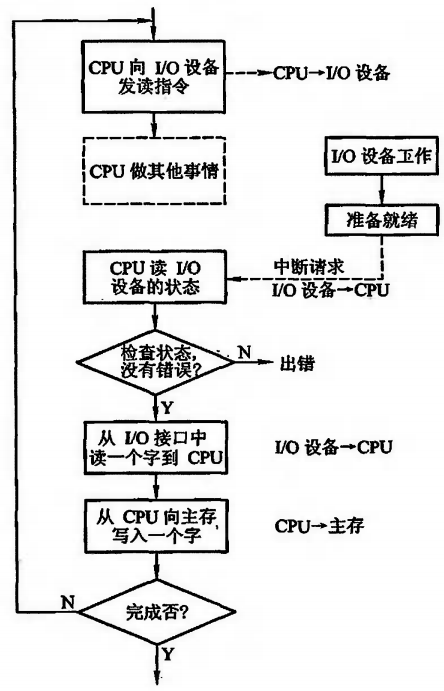 CPU 向 I/O 设备
发读指令
CPU→I/O 设备
CPU 做其他事情
I/O 设备工作
准备就绪
中断请求
I/O 设备→CPU
CPU 读 I/O
设备的状态
检查状态,
没有错误?
N
出错
Y
从 I/O 接口中
读一个字到 CPU
I/O 设备→CPU
从 CPU 向主存,
写入一个字
CPU→主存
N
完成否?
Y